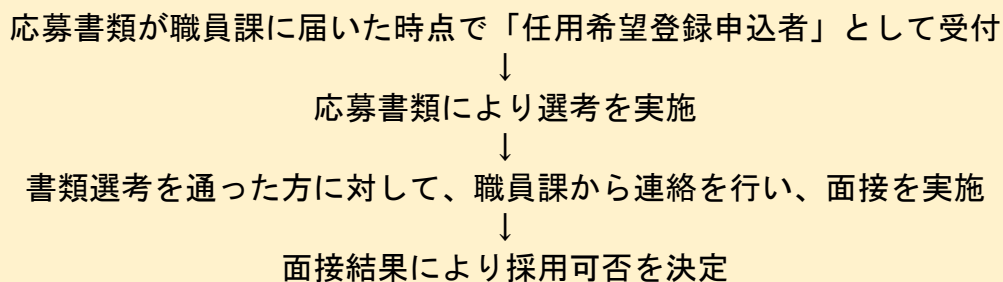 応募書類が職員課に届いた時点で「任用希望登録申込者」として受付
↓
応募書類により選考を実施
↓
書類選考を通った方に対して、職員課から連絡を行い、面接を実施
↓
面接結果により採用可否を決定